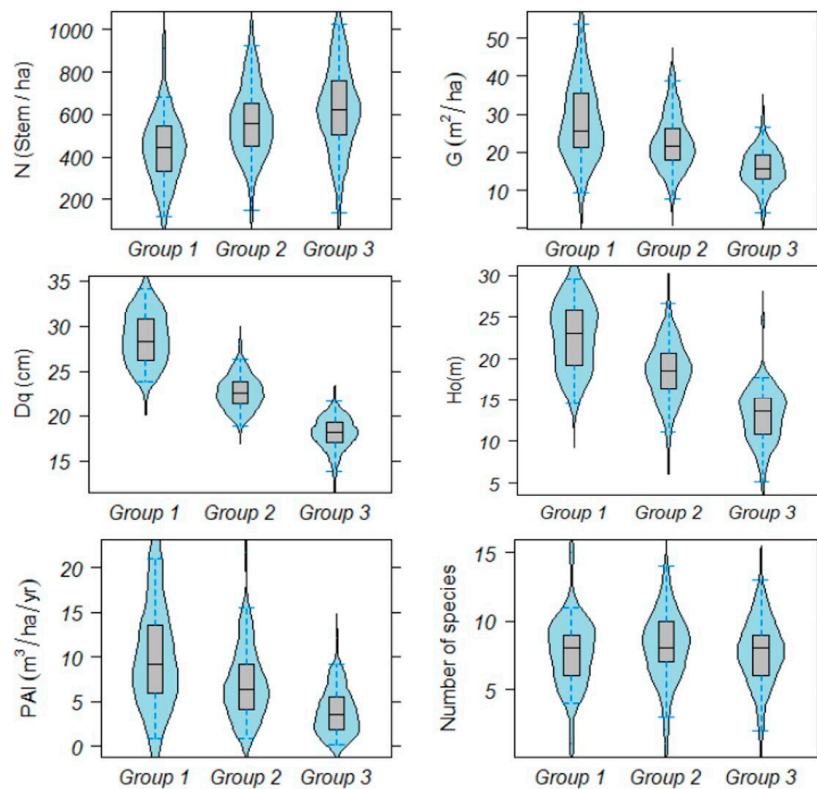 N (Stem / ha)
1000
800
600
400
200
Group 1 Group 2 Group 3
G (m²/ha)
50
40
30
20
10
Group 1 Group 2 Group 3
Dq (cm)
35
30
25
20
15
Group 1 Group 2 Group 3
Ho(m)
30
25
20
15
10
5
Group 1 Group 2 Group 3
PAI (m³/ha/yr)
20
15
10
5
0
Group 1 Group 2 Group 3
Number of species
15
10
5
Group 1 Group 2 Group 3